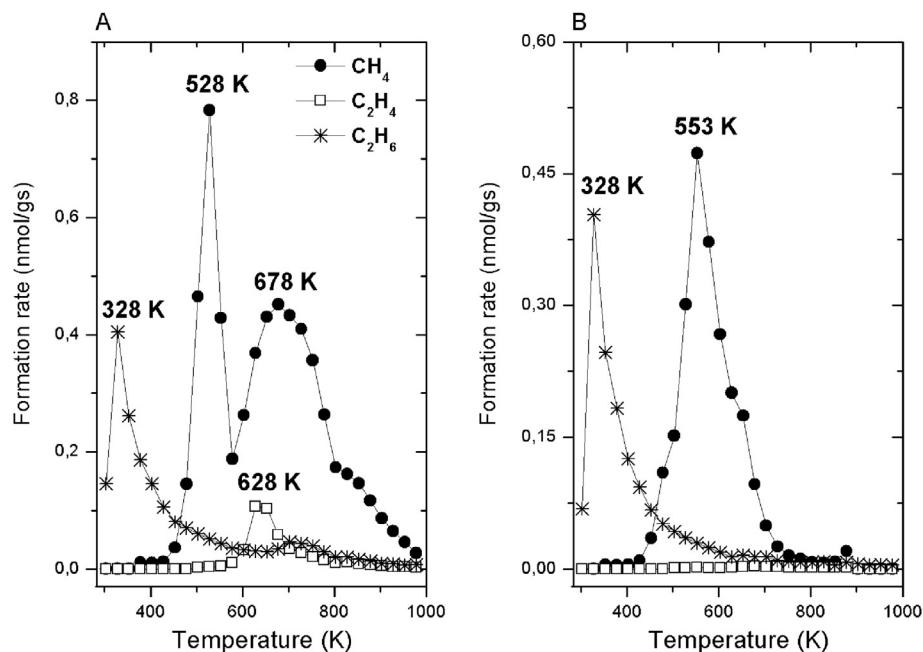 A
Formation rate (nmol/gs)
0,8
0,6
0,4
0,2
0,0
528 K
328 K
678 K
628 K
CH₄
C₂H₄
C₂H₆
400 600 800 1000
Temperature (K)
B
Formation rate (nmol/gs)
0,60
0,45
0,30
0,15
0,00
553 K
328 K
400 600 800 1000
Temperature (K)